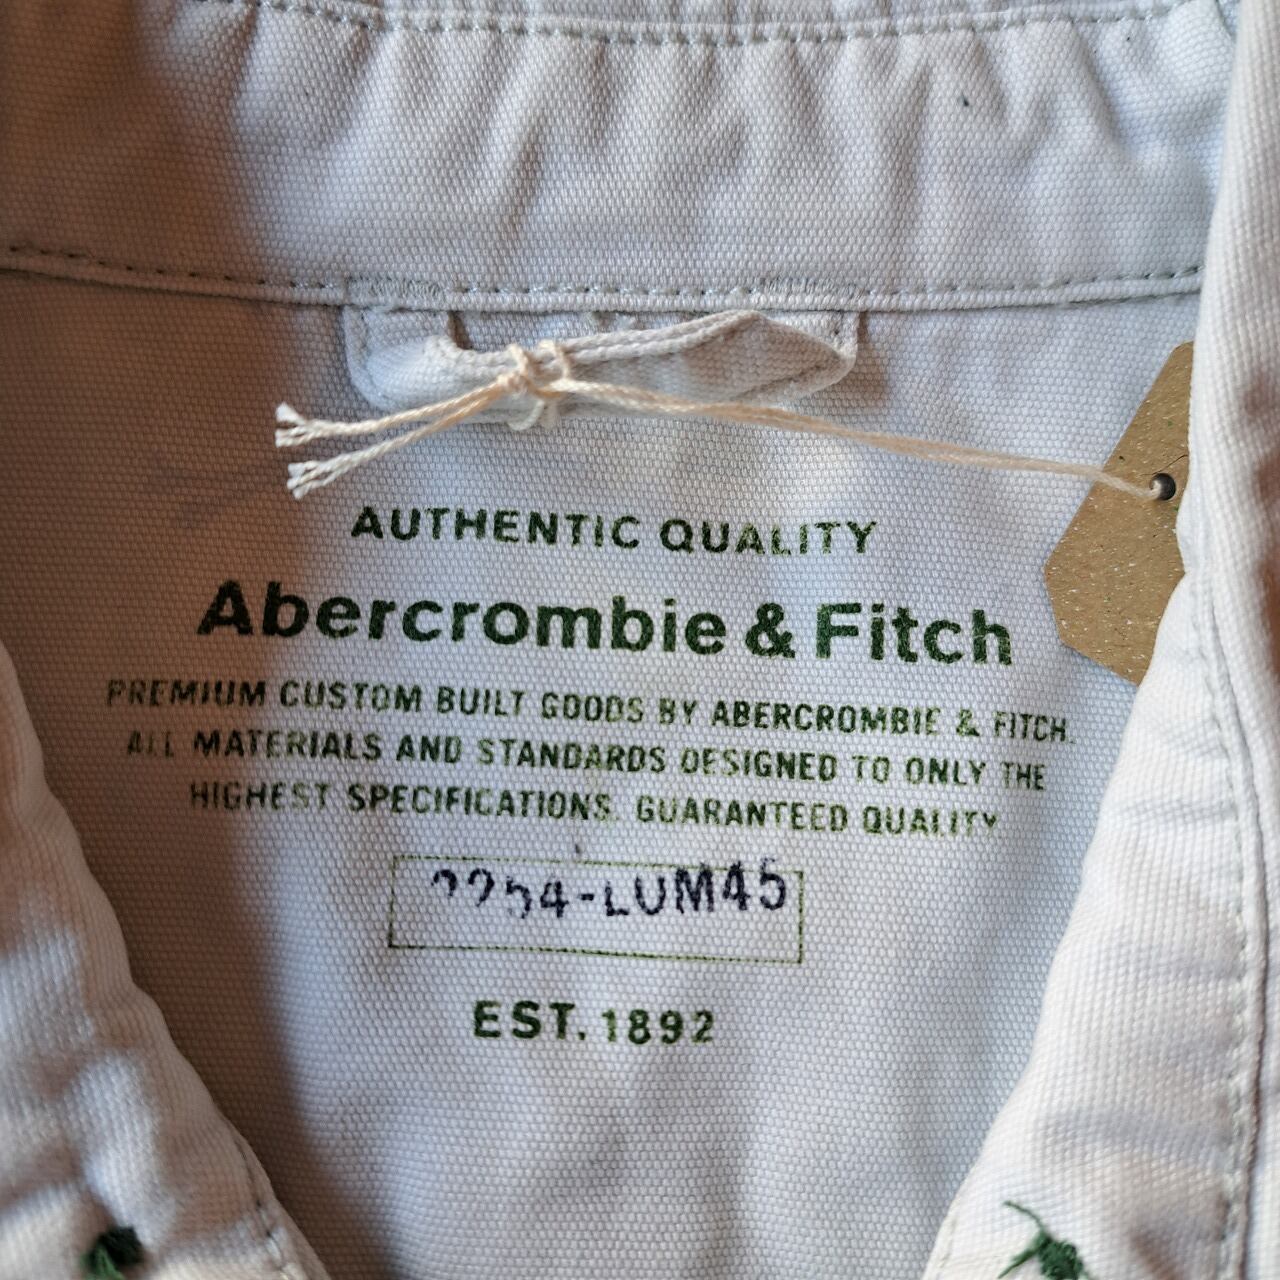 AUTHENTIC QUALITY
Abercrombie & Fitch
PREMIUM CUSTOM BUILT GOODS BY ABERCROMBIE & FITCH.
ALL MATERIALS AND STANDARDS DESIGNED TO ONLY THE
HIGHEST SPECIFICATIONS. GUARANTEED QUALITY
EST. 1892